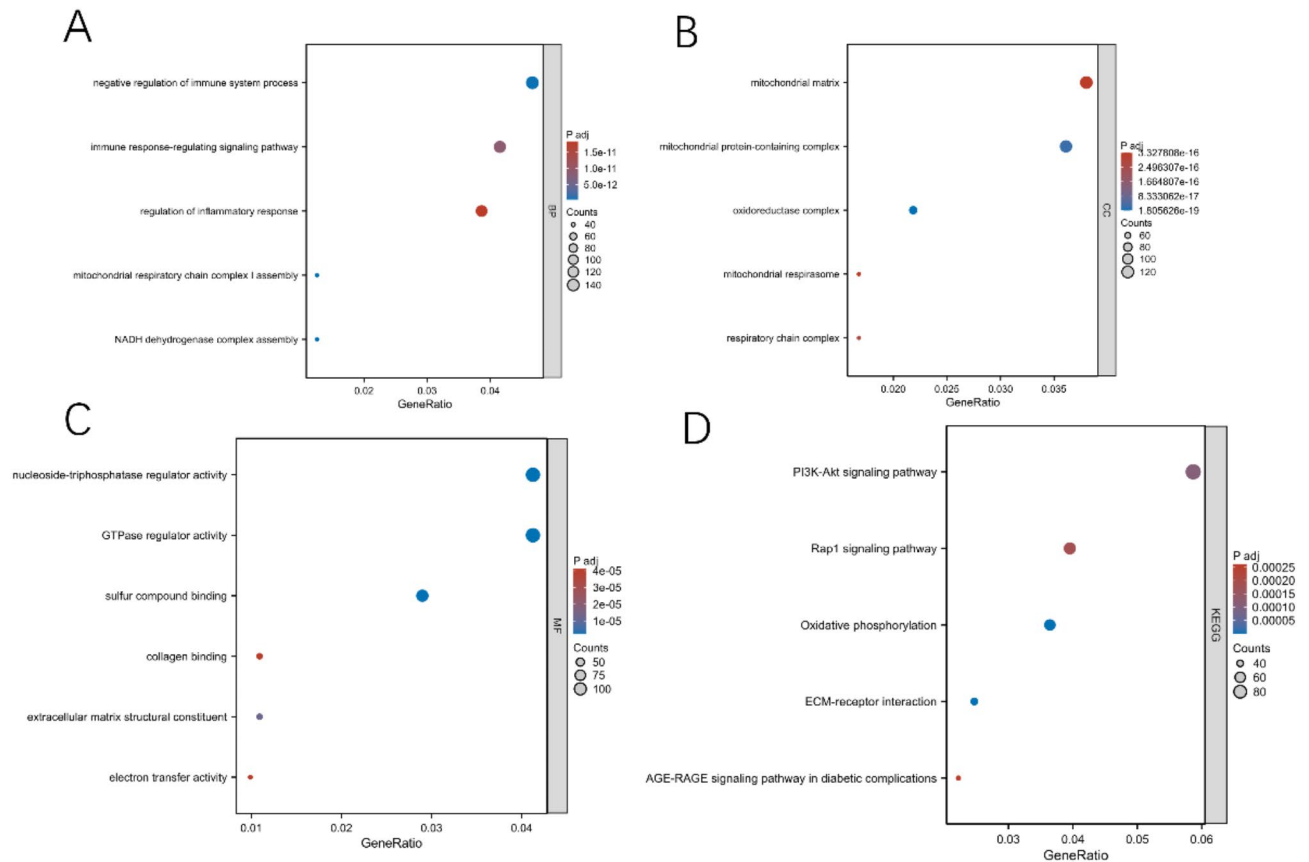 A
negative regulation of immune system process
immune response-regulating signaling pathway
regulation of inflammatory response
mitochondrial respiratory chain complex I assembly
NADH dehydrogenase complex assembly
0.02 0.03 0.04
GeneRatio
BP
P adj
1.5e-11
1.0e-11
5.0e-12
Counts
40
60
80
100
120
140
B
mitochondrial matrix
mitochondrial protein-containing complex
oxidoreductase complex
mitochondrial respirasome
respiratory chain complex
0.020 0.025 0.030 0.035
GeneRatio
CC
P adj
3.327808e-16
2.496307e-16
1.664807e-16
8.333062e-17
1.805626e-19
Counts
60
80
100
120
C
nucleoside-triphosphatase regulator activity
GTPase regulator activity
sulfur compound binding
collagen binding
extracellular matrix structural constituent
electron transfer activity
0.01 0.02 0.03 0.04
GeneRatio
MF
P adj
4e-05
3e-05
2e-05
1e-05
Counts
50
75
100
D
PI3K-Akt signaling pathway
Rap1 signaling pathway
Oxidative phosphorylation
ECM-receptor interaction
AGE-RAGE signaling pathway in diabetic complications
0.03 0.04 0.05 0.06
GeneRatio
KEGG
P adj
0.00025
0.00020
0.00015
0.00010
0.00005
Counts
40
60
80